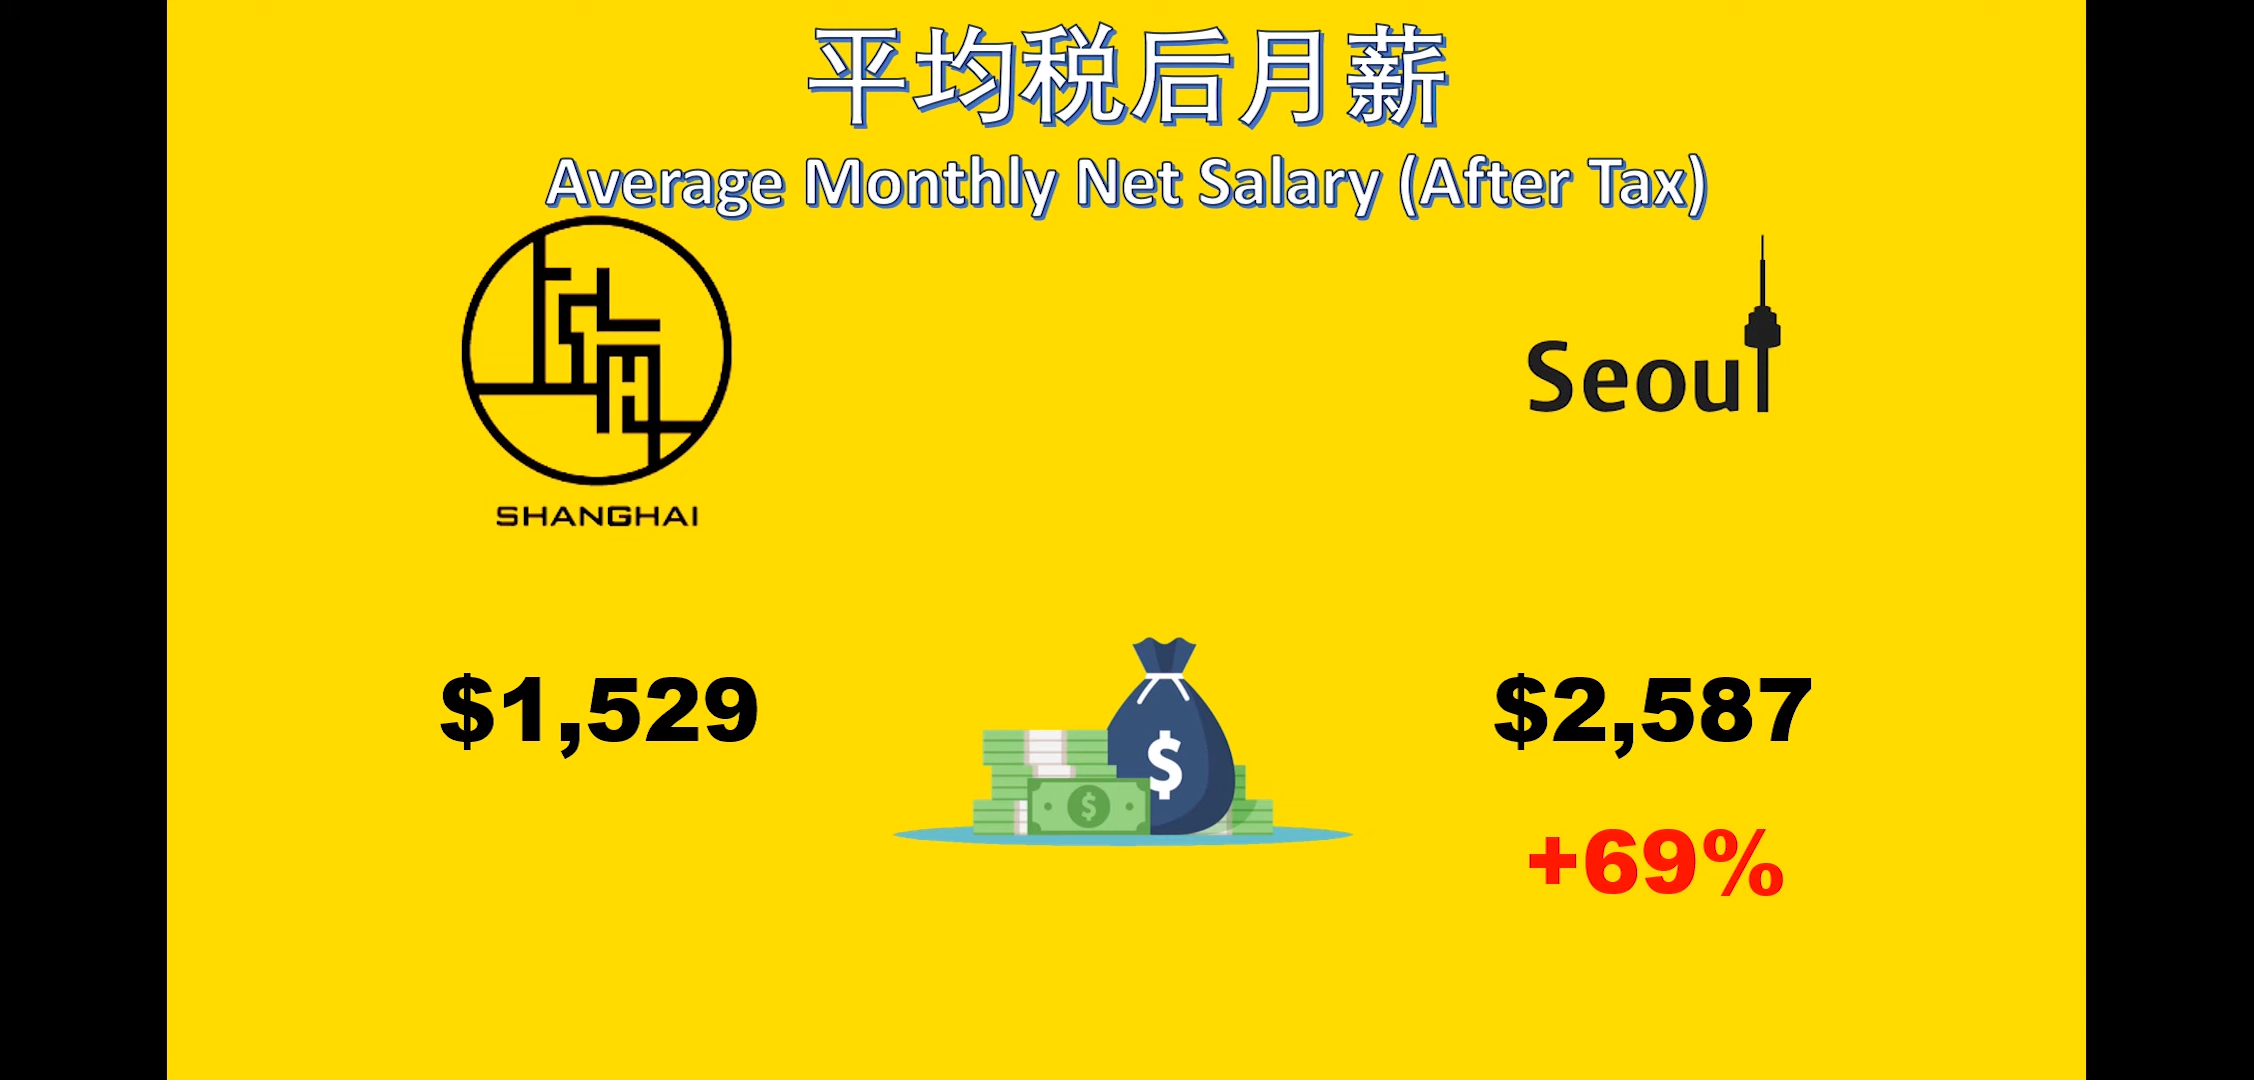 平均税后月薪
Average Monthly Net Salary (After Tax)
SHANGHAI
Seoul
$1,529
$2,587
$
$
+69%